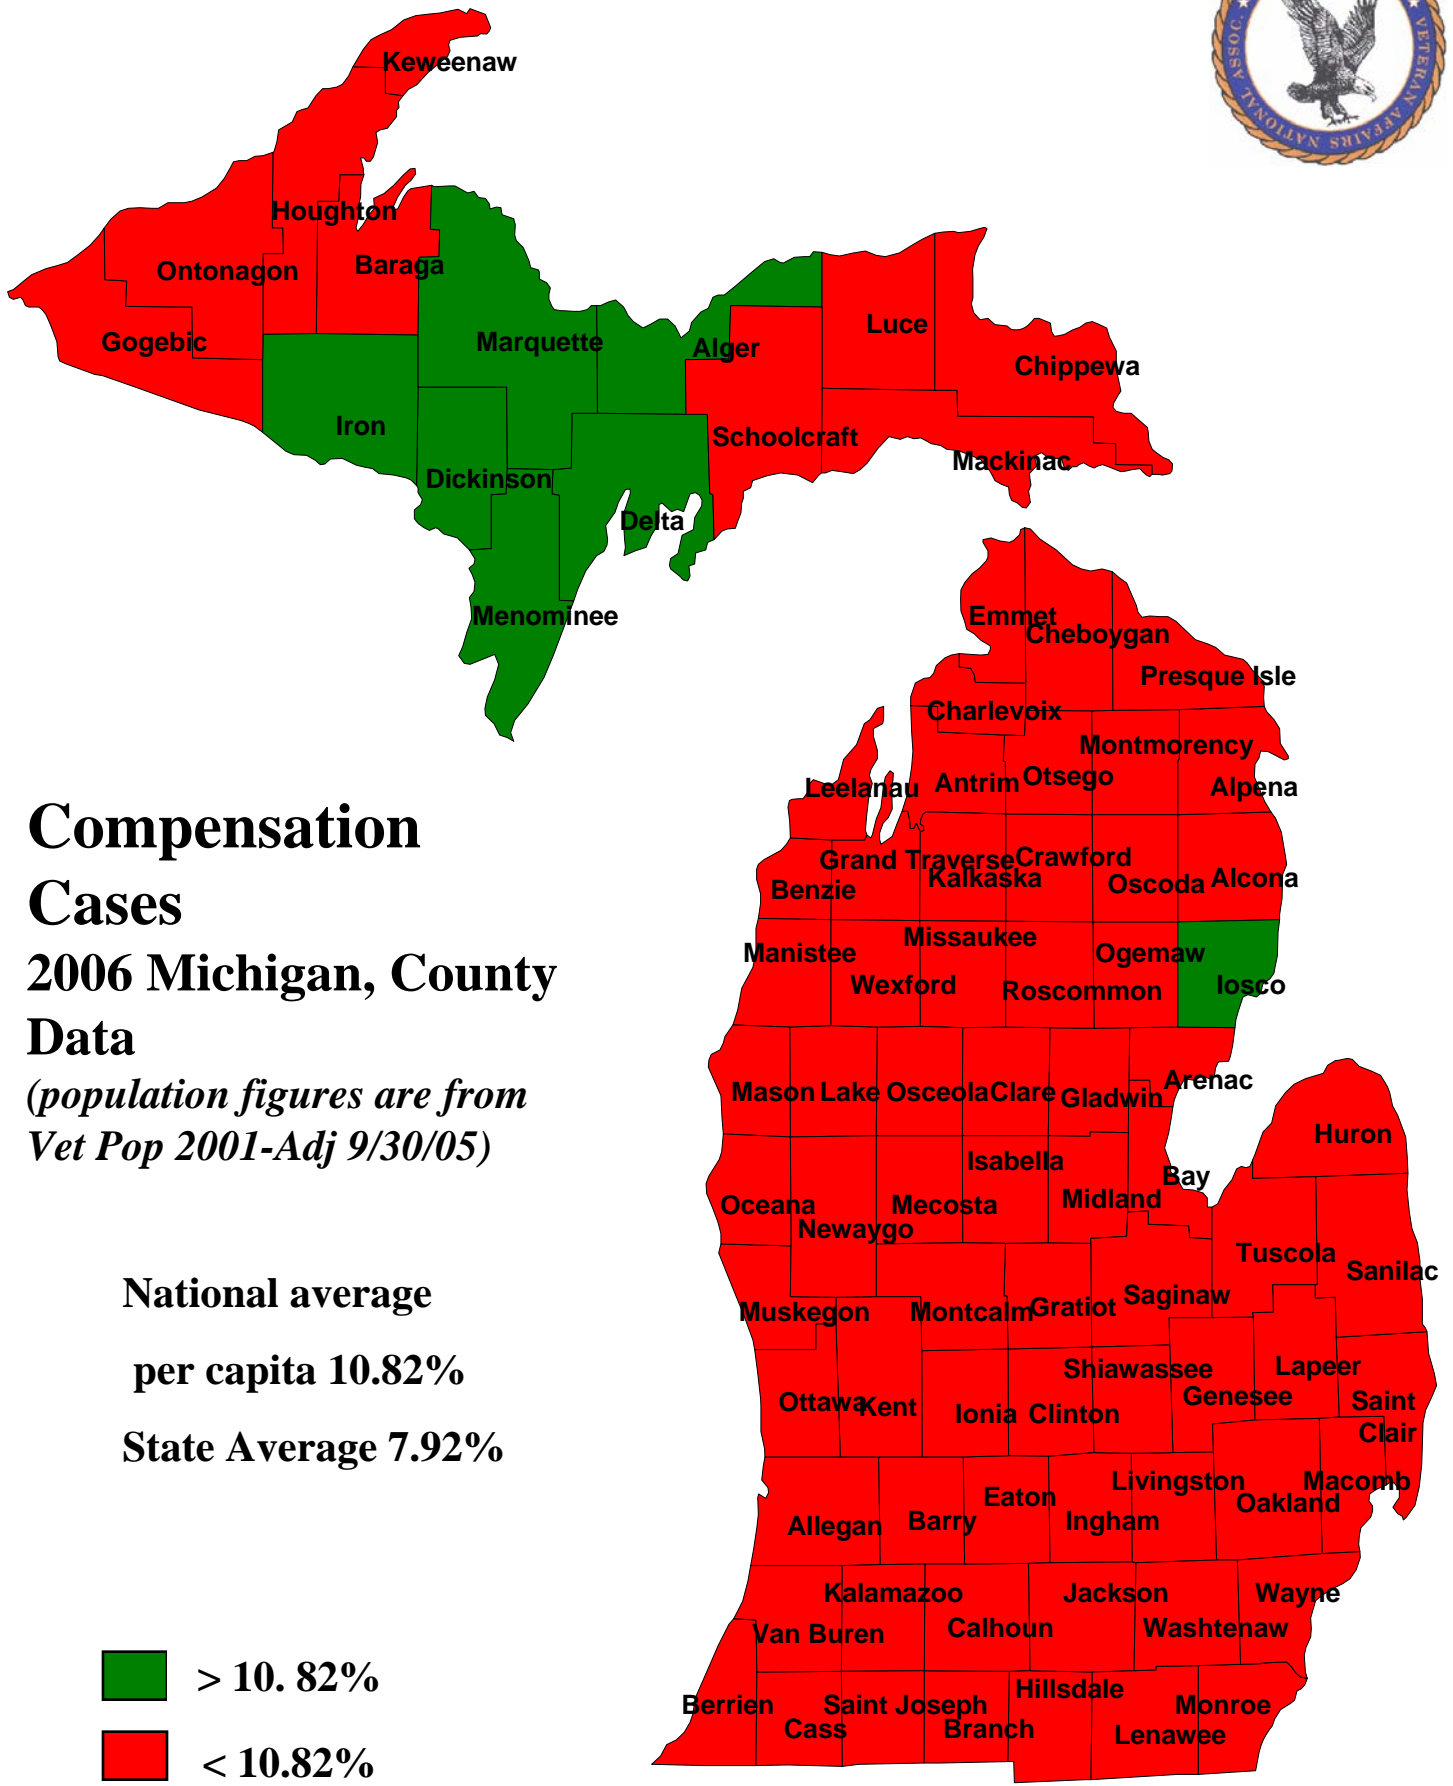 NATIONAL ASSOC.
VETERAN AFFAIRS NATIONAL
Keweenaw
Houghton
Ontonagon
Baraga
Gogebic
Marquette
Alger
Luce
Chippewa
Iron
Schoolcraft
Mackinac
Dickinson
Delta
Menominee
Emmet
Cheboygan
Presque Isle
Charlevoix
Montmorency
Leelanau
Antrim
Otsego
Alpena
Grand Traverse
Crawford
Kalkaska
Benzie
Oscoda
Alcona
Missaukee
Manistee
Ogemaw
Wexford
Roscommon
Iosco
Mason
Lake
Osceola
Clare
Gladwin
Arenac
Huron
Isabella
Bay
Oceana
Mecosta
Midland
Newaygo
Tuscola
Sanilac
Muskegon
Montcalm
Gratiot
Saginaw
Shiawassee
Lapeer
Genesee
Saint
Clair
Ottawa
Kent
Ionia
Clinton
Livingston
Macomb
Oakland
Eaton
Allegan
Barry
Ingham
Kalamazoo
Jackson
Wayne
Van Buren
Calhoun
Washtenaw
Hillsdale
Berrien
Saint Joseph
Monroe
Cass
Branch
Lenawee
Compensation
Cases
2006 Michigan, County
Data
(population figures are from
Vet Pop 2001-Adj 9/30/05)
National average
per capita 10.82%
State Average 7.92%
> 10. 82%
< 10.82%